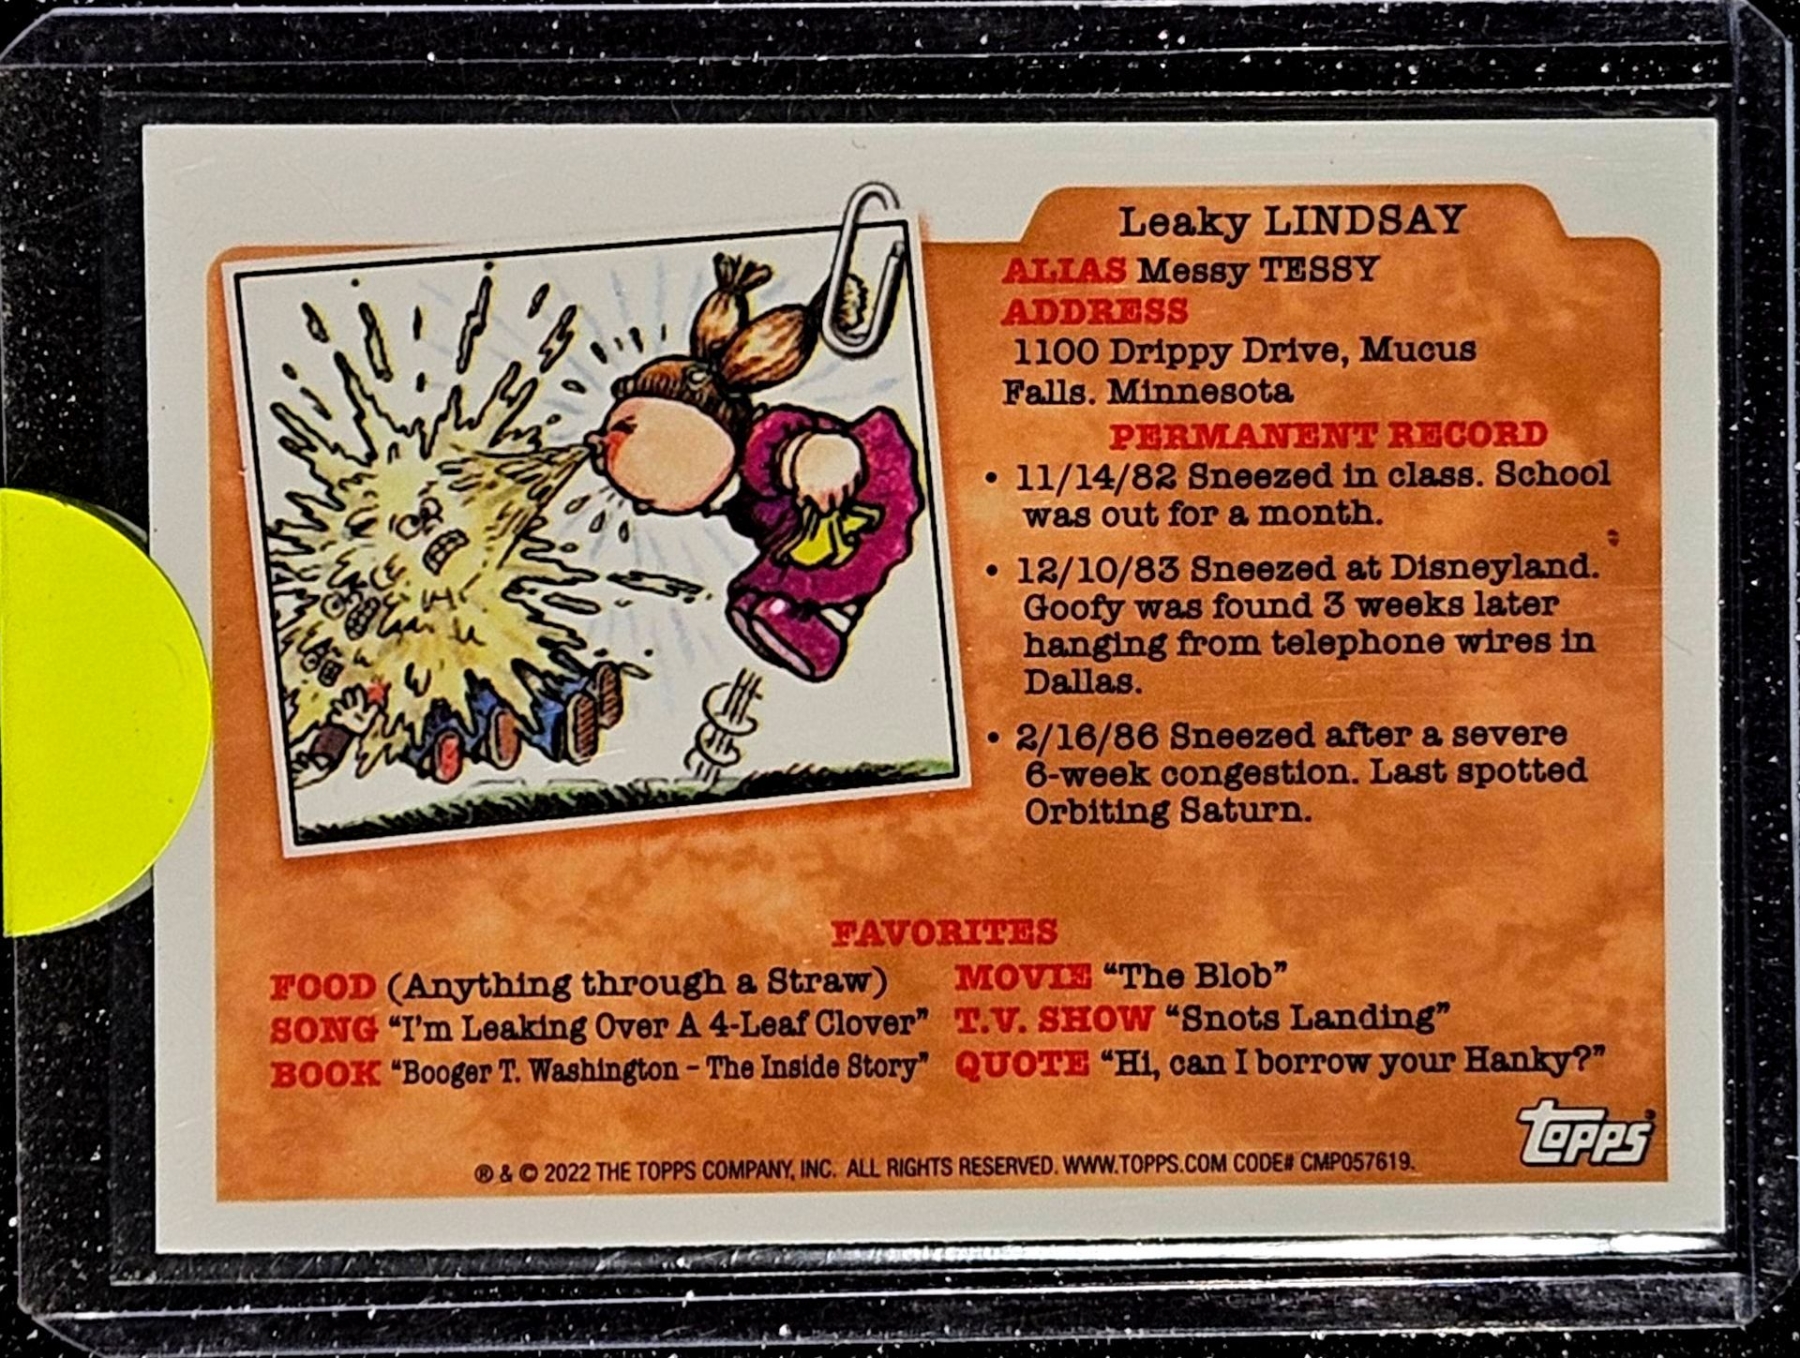 Leaky LINDSAY
ALIAS Messy TESSY
ADDRESS
1100 Drippy Drive, Mucus
Falls. Minnesota
PERMANENT RECORD
• 11/14/82 Sneezed in class. School
was out for a month.
• 12/10/83 Sneezed at Disneyland.
Goofy was found 3 weeks later
hanging from telephone wires in
Dallas.
• 2/16/86 Sneezed after a severe
6-week congestion. Last spotted
Orbiting Saturn.
FAVORITES
FOOD (Anything through a Straw)
SONG "I'm Leaking Over A 4-Leaf Clover"
BOOK "Booger T. Washington - The Inside Story"
MOVIE "The Blob"
T.V. SHOW "Snots Landing"
QUOTE "Hi, can I borrow your Hanky?"
topps
® & © 2022 THE TOPPS COMPANY, INC. ALL RIGHTS RESERVED. WWW.TOPPS.COM CODE# CMP057619.